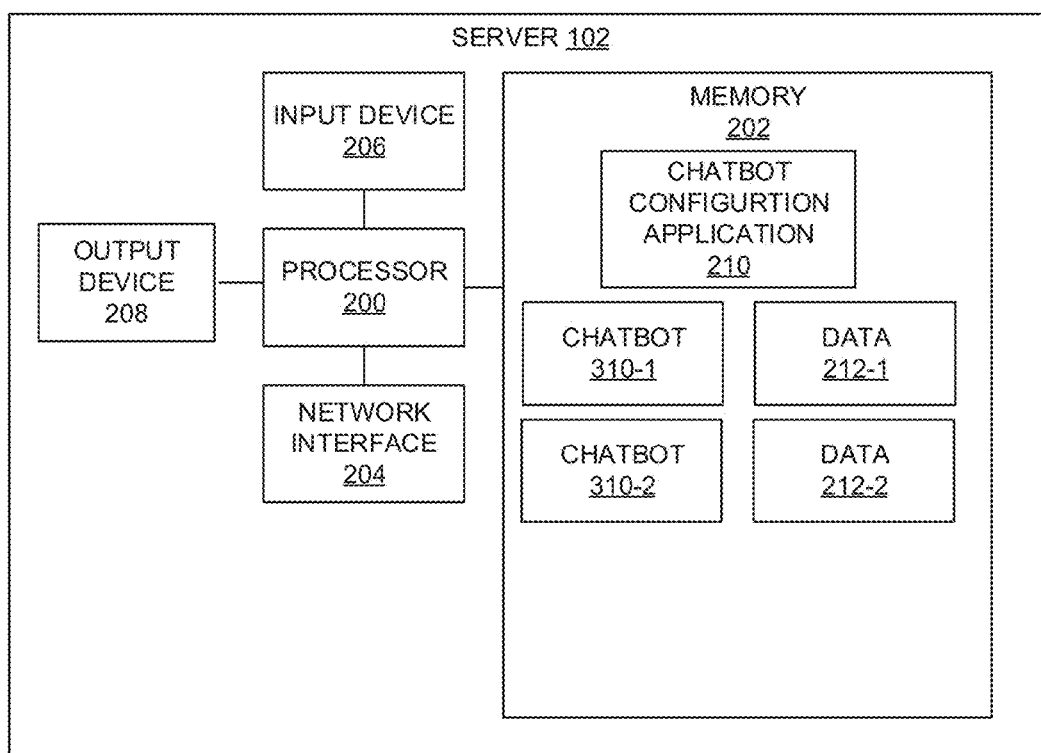 SERVER 102
INPUT DEVICE
206
OUTPUT
DEVICE
208
PROCESSOR
200
NETWORK
INTERFACE
204
MEMORY
202
CHATBOT
CONFIGURTION
APPLICATION
210
CHATBOT
310-1
DATA
212-1
CHATBOT
310-2
DATA
212-2